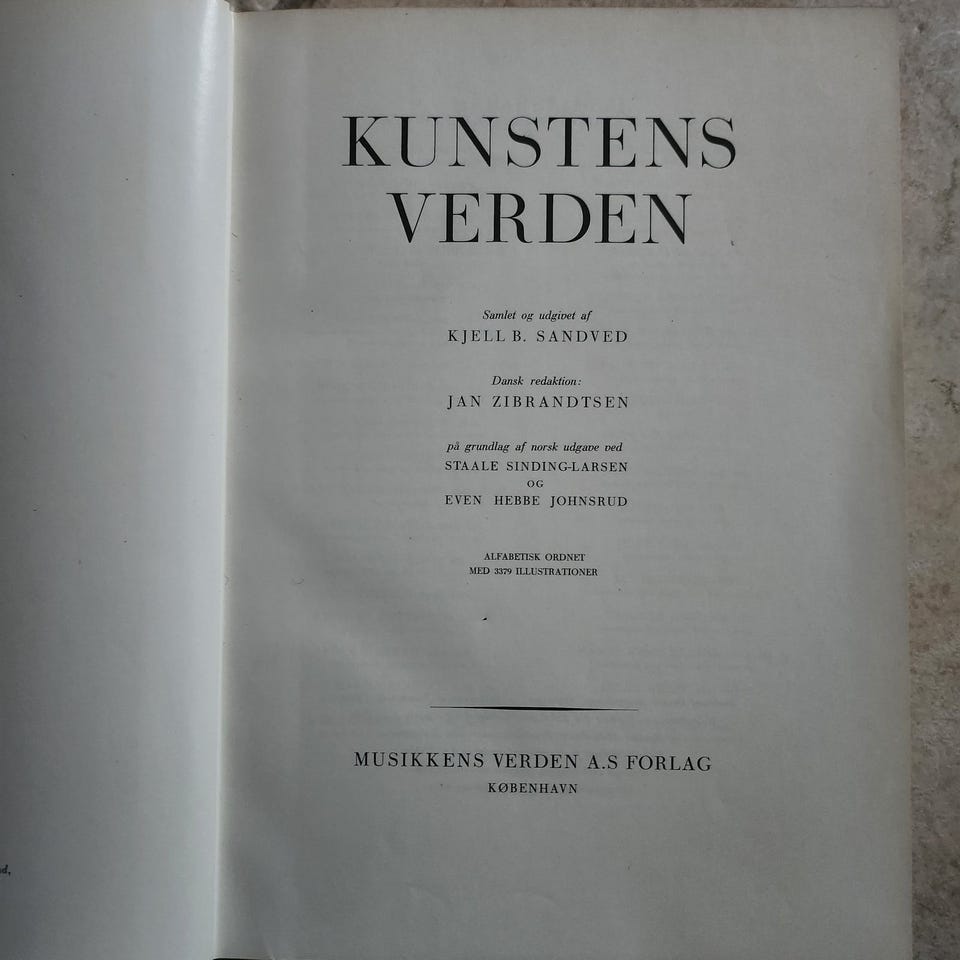 KUNSTENS
VERDEN
Samlet og udgivet af
KJELL B. SANDVED
Dansk redaktion:
JAN ZIBRANDTSEN
på grundlag af norsk udgave ved
STAALE SINDING-LARSEN
OG
EVEN HEBBE JOHNSRUD
ALFABETISK ORDNET
MED 3379 ILLUSTRATIONER
MUSIKKENS VERDEN A.S FORLAG
KØBENHAVN